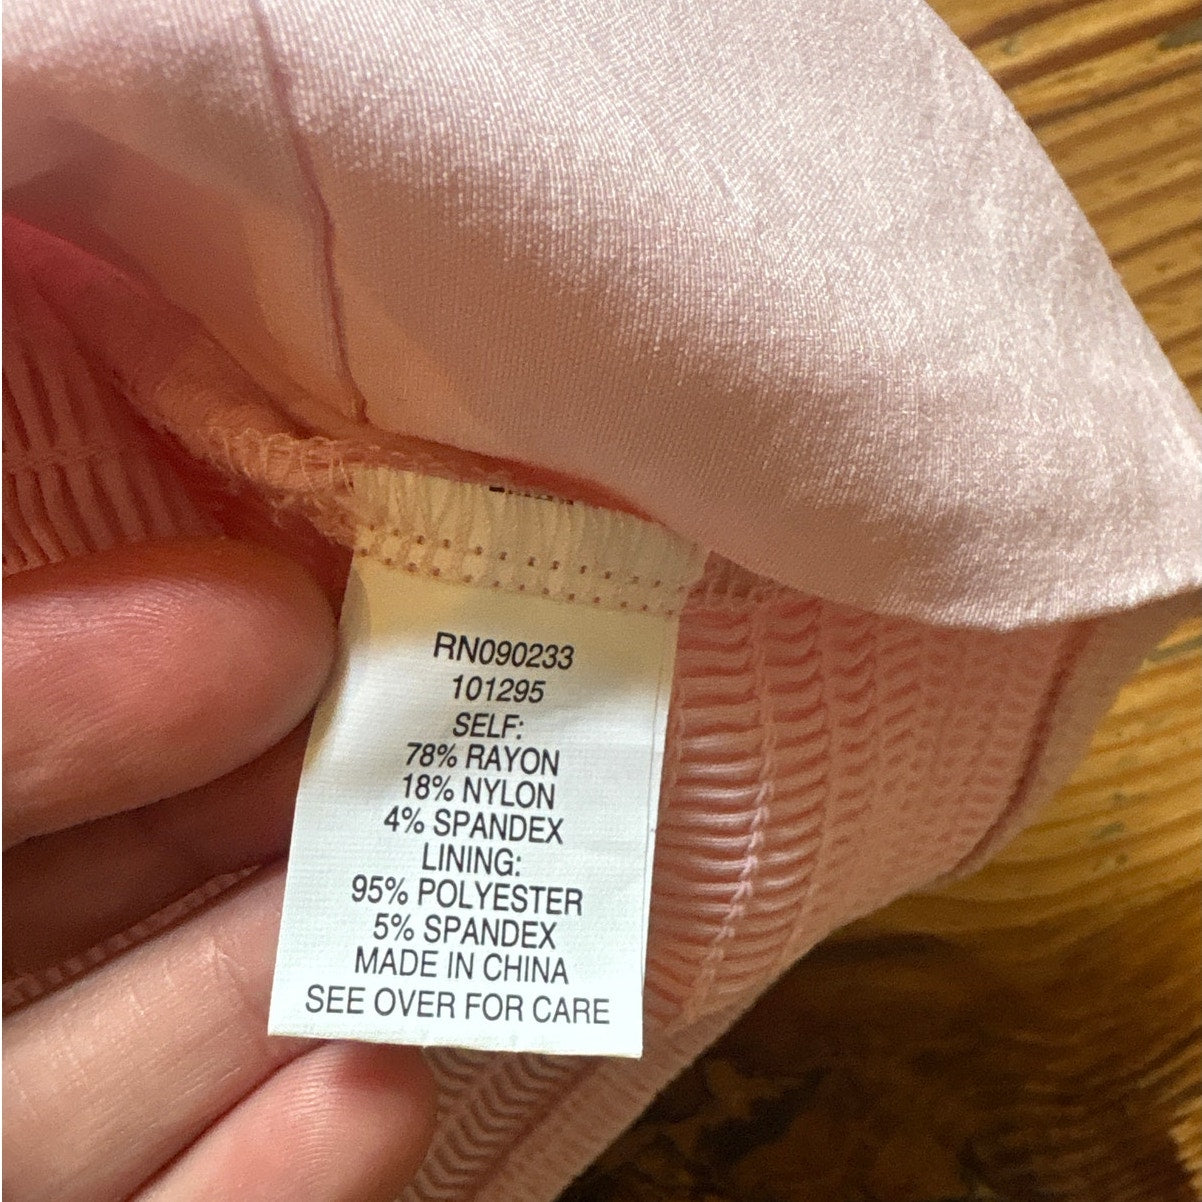 RN090233
101295
SELF:
78% RAYON
18% NYLON
4% SPANDEX
LINING:
95% POLYESTER
5% SPANDEX
MADE IN CHINA
SEE OVER FOR CARE